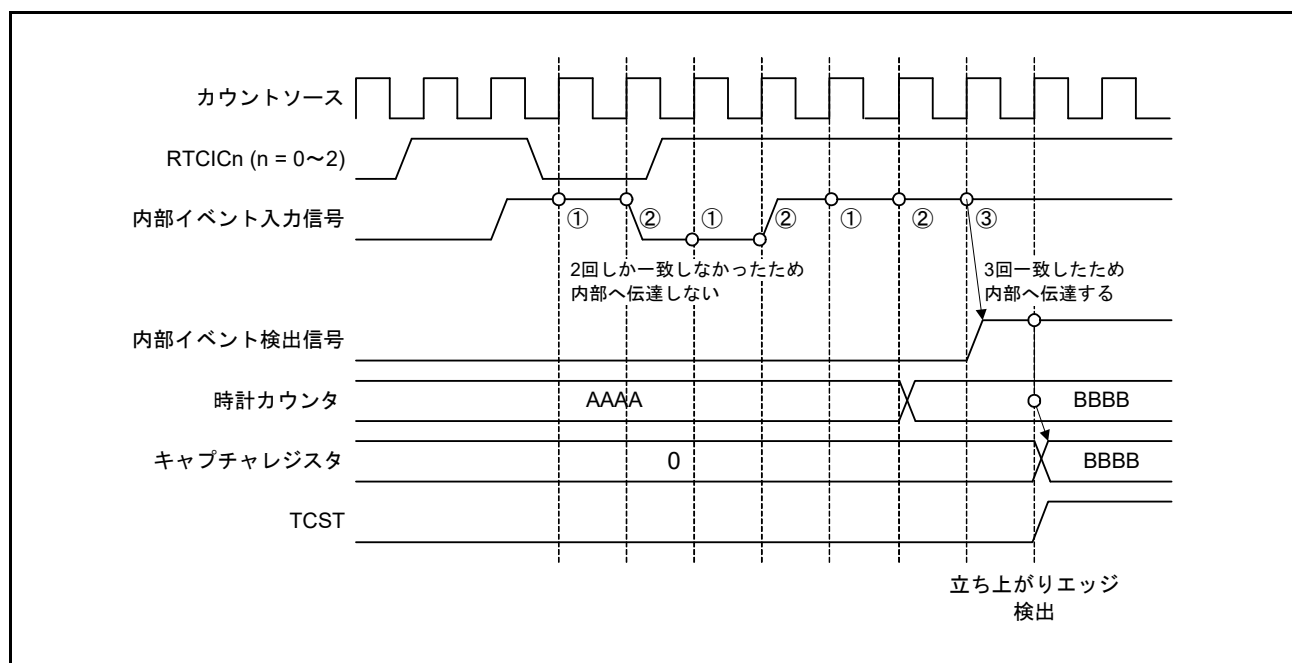 カウントソース
RTCICn (n = 0～2)
内部イベント入力信号
① ② ① ② ① ② ③
2回しか一致しなかったため
内部へ伝達しない
3回一致したため
内部へ伝達する
内部イベント検出信号
時計カウンタ
AAAA
BBBB
キャプチャレジスタ
0
BBBB
TCST
立ち上がりエッジ
検出